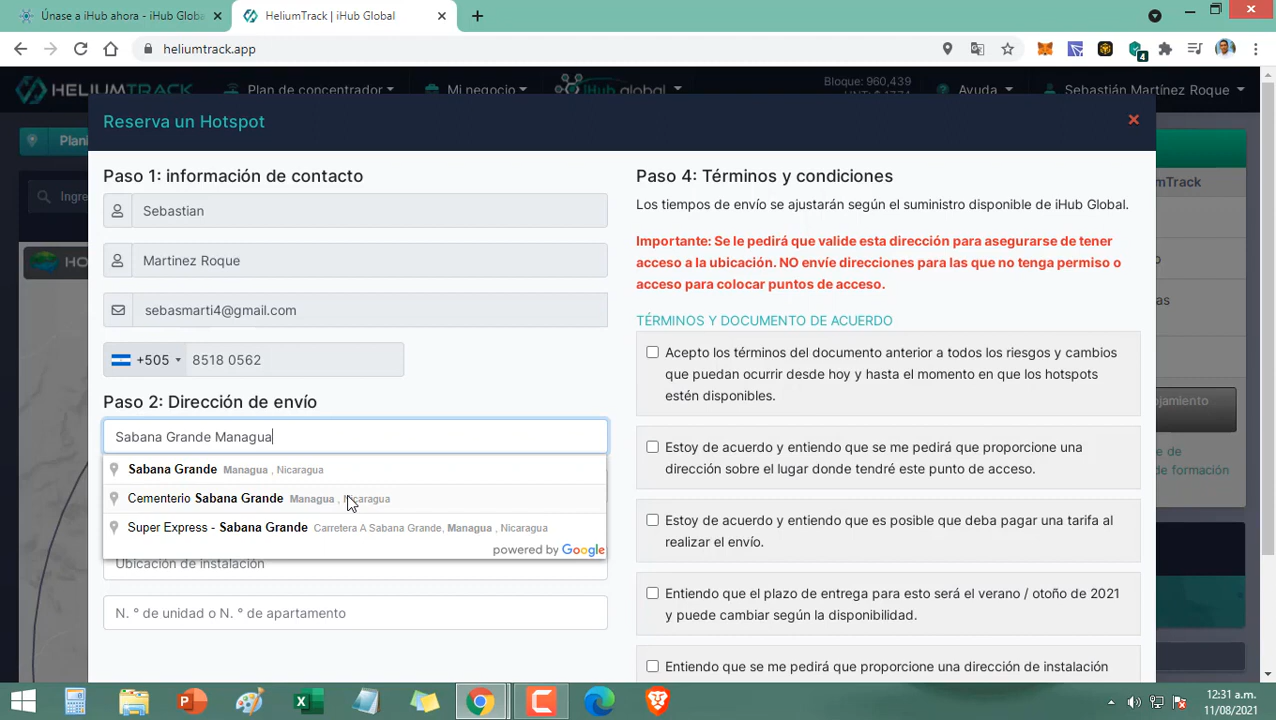 Únase a iHub ahora - iHub Global
HeliumTrack | iHub Global
heliumtrack.app
4
HELIUMTRACK
Plan de concentrador
Mi negocio
iHub global
Bloque: 960,439
Ayuda
Sebastián Martínez Roque
Reserva un Hotspot
Paso 1: información de contacto
Sebastian
Martinez Roque
sebasmarti4@gmail.com
+505
8518 0562
Paso 2: Dirección de envío
Sabana Grande Managua
Sabana Grande Managua , Nicaragua
Cementerio Sabana Grande Managua , Nicaragua
Super Express - Sabana Grande Carretera A Sabana Grande, Managua , Nicaragua
powered by Google
Ubicación de instalación
N. ° de unidad o N. ° de apartamento
Paso 4: Términos y condiciones
Los tiempos de envío se ajustarán según el suministro disponible de iHub Global.
Importante: Se le pedirá que valide esta dirección para asegurarse de tener
acceso a la ubicación. NO envíe direcciones para las que no tenga permiso o
acceso para colocar puntos de acceso.
TÉRMINOS Y DOCUMENTO DE ACUERDO
Acepto los términos del documento anterior a todos los riesgos y cambios
que puedan ocurrir desde hoy y hasta el momento en que los hotspots
estén disponibles.
Estoy de acuerdo y entiendo que se me pedirá que proporcione una
dirección sobre el lugar donde tendré este punto de acceso.
Estoy de acuerdo y entiendo que es posible que deba pagar una tarifa al
realizar el envío.
Entiendo que el plazo de entrega para esto será el verano / otoño de 2021
y puede cambiar según la disponibilidad.
Entiendo que se me pedirá que proporcione una dirección de instalación
Plani
Ingre
HO
mTrack
o
as
ojamiento
e de
de formación
12:31 a.m.
11/08/2021